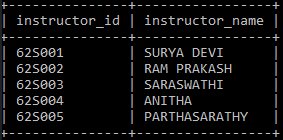 +---------------+-----------------+
| instructor_id | instructor_name |
+---------------+-----------------+
| 62S001        | SURYA DEVI      |
| 62S002        | RAM PRAKASH     |
| 62S003        | SARASWATHI      |
| 62S004        | ANITHA          |
| 62S005        | PARTHASARATHY   |
+---------------+-----------------+